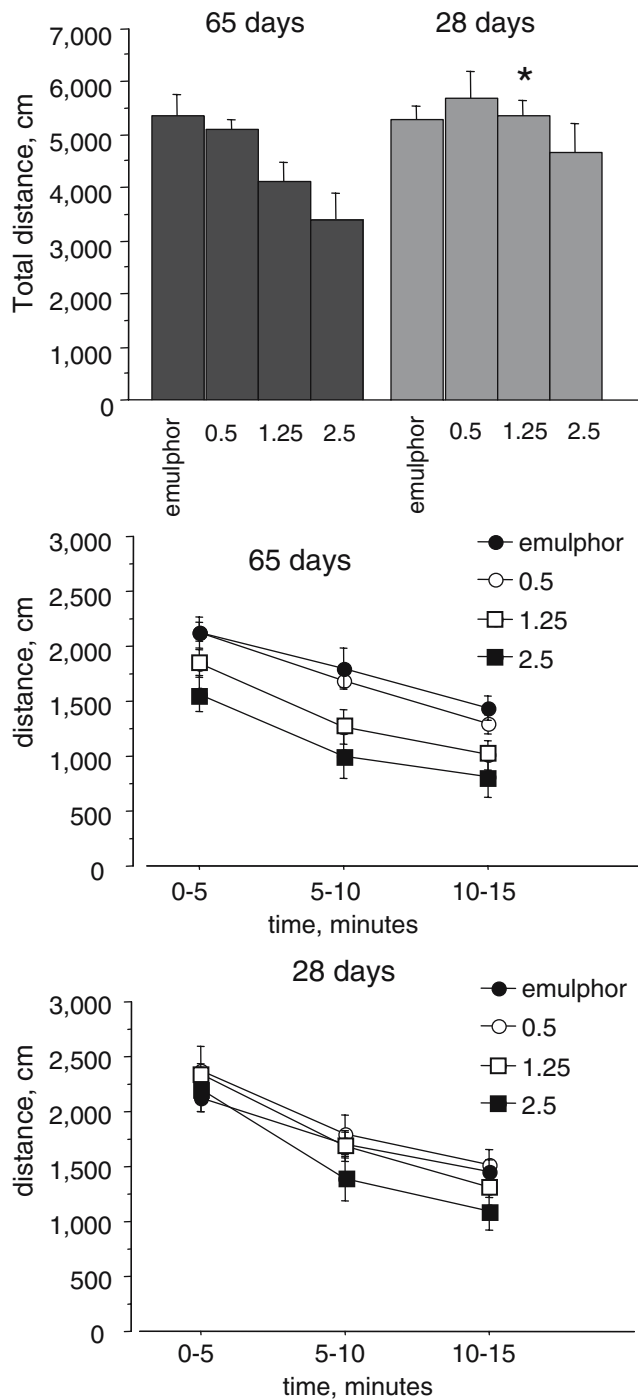 65 days 28 days
7,000
6,000
5,000
4,000
3,000
2,000
1,000
0
Total distance, cm
*
emulphor 0.5 1.25 2.5 emulphor 0.5 1.25 2.5
65 days
3,000
2,500
2,000
1,500
1,000
500
0
distance, cm
emulphor
0.5
1.25
2.5
0-5 5-10 10-15
time, minutes
28 days
3,000
2,500
2,000
1,500
1,000
500
0
distance, cm
emulphor
0.5
1.25
2.5
0-5 5-10 10-15
time, minutes